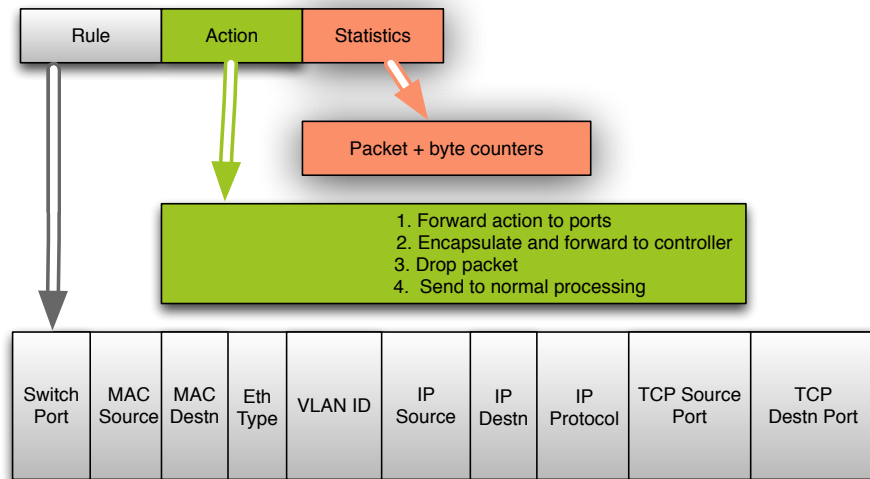 Rule
Action
Statistics
Packet + byte counters
1. Forward action to ports
2. Encapsulate and forward to controller
3. Drop packet
4. Send to normal processing
Switch
Port
MAC
Source
MAC
Destn
Eth
Type
VLAN ID
IP
Source
IP
Destn
IP
Protocol
TCP Source
Port
TCP
Destn Port